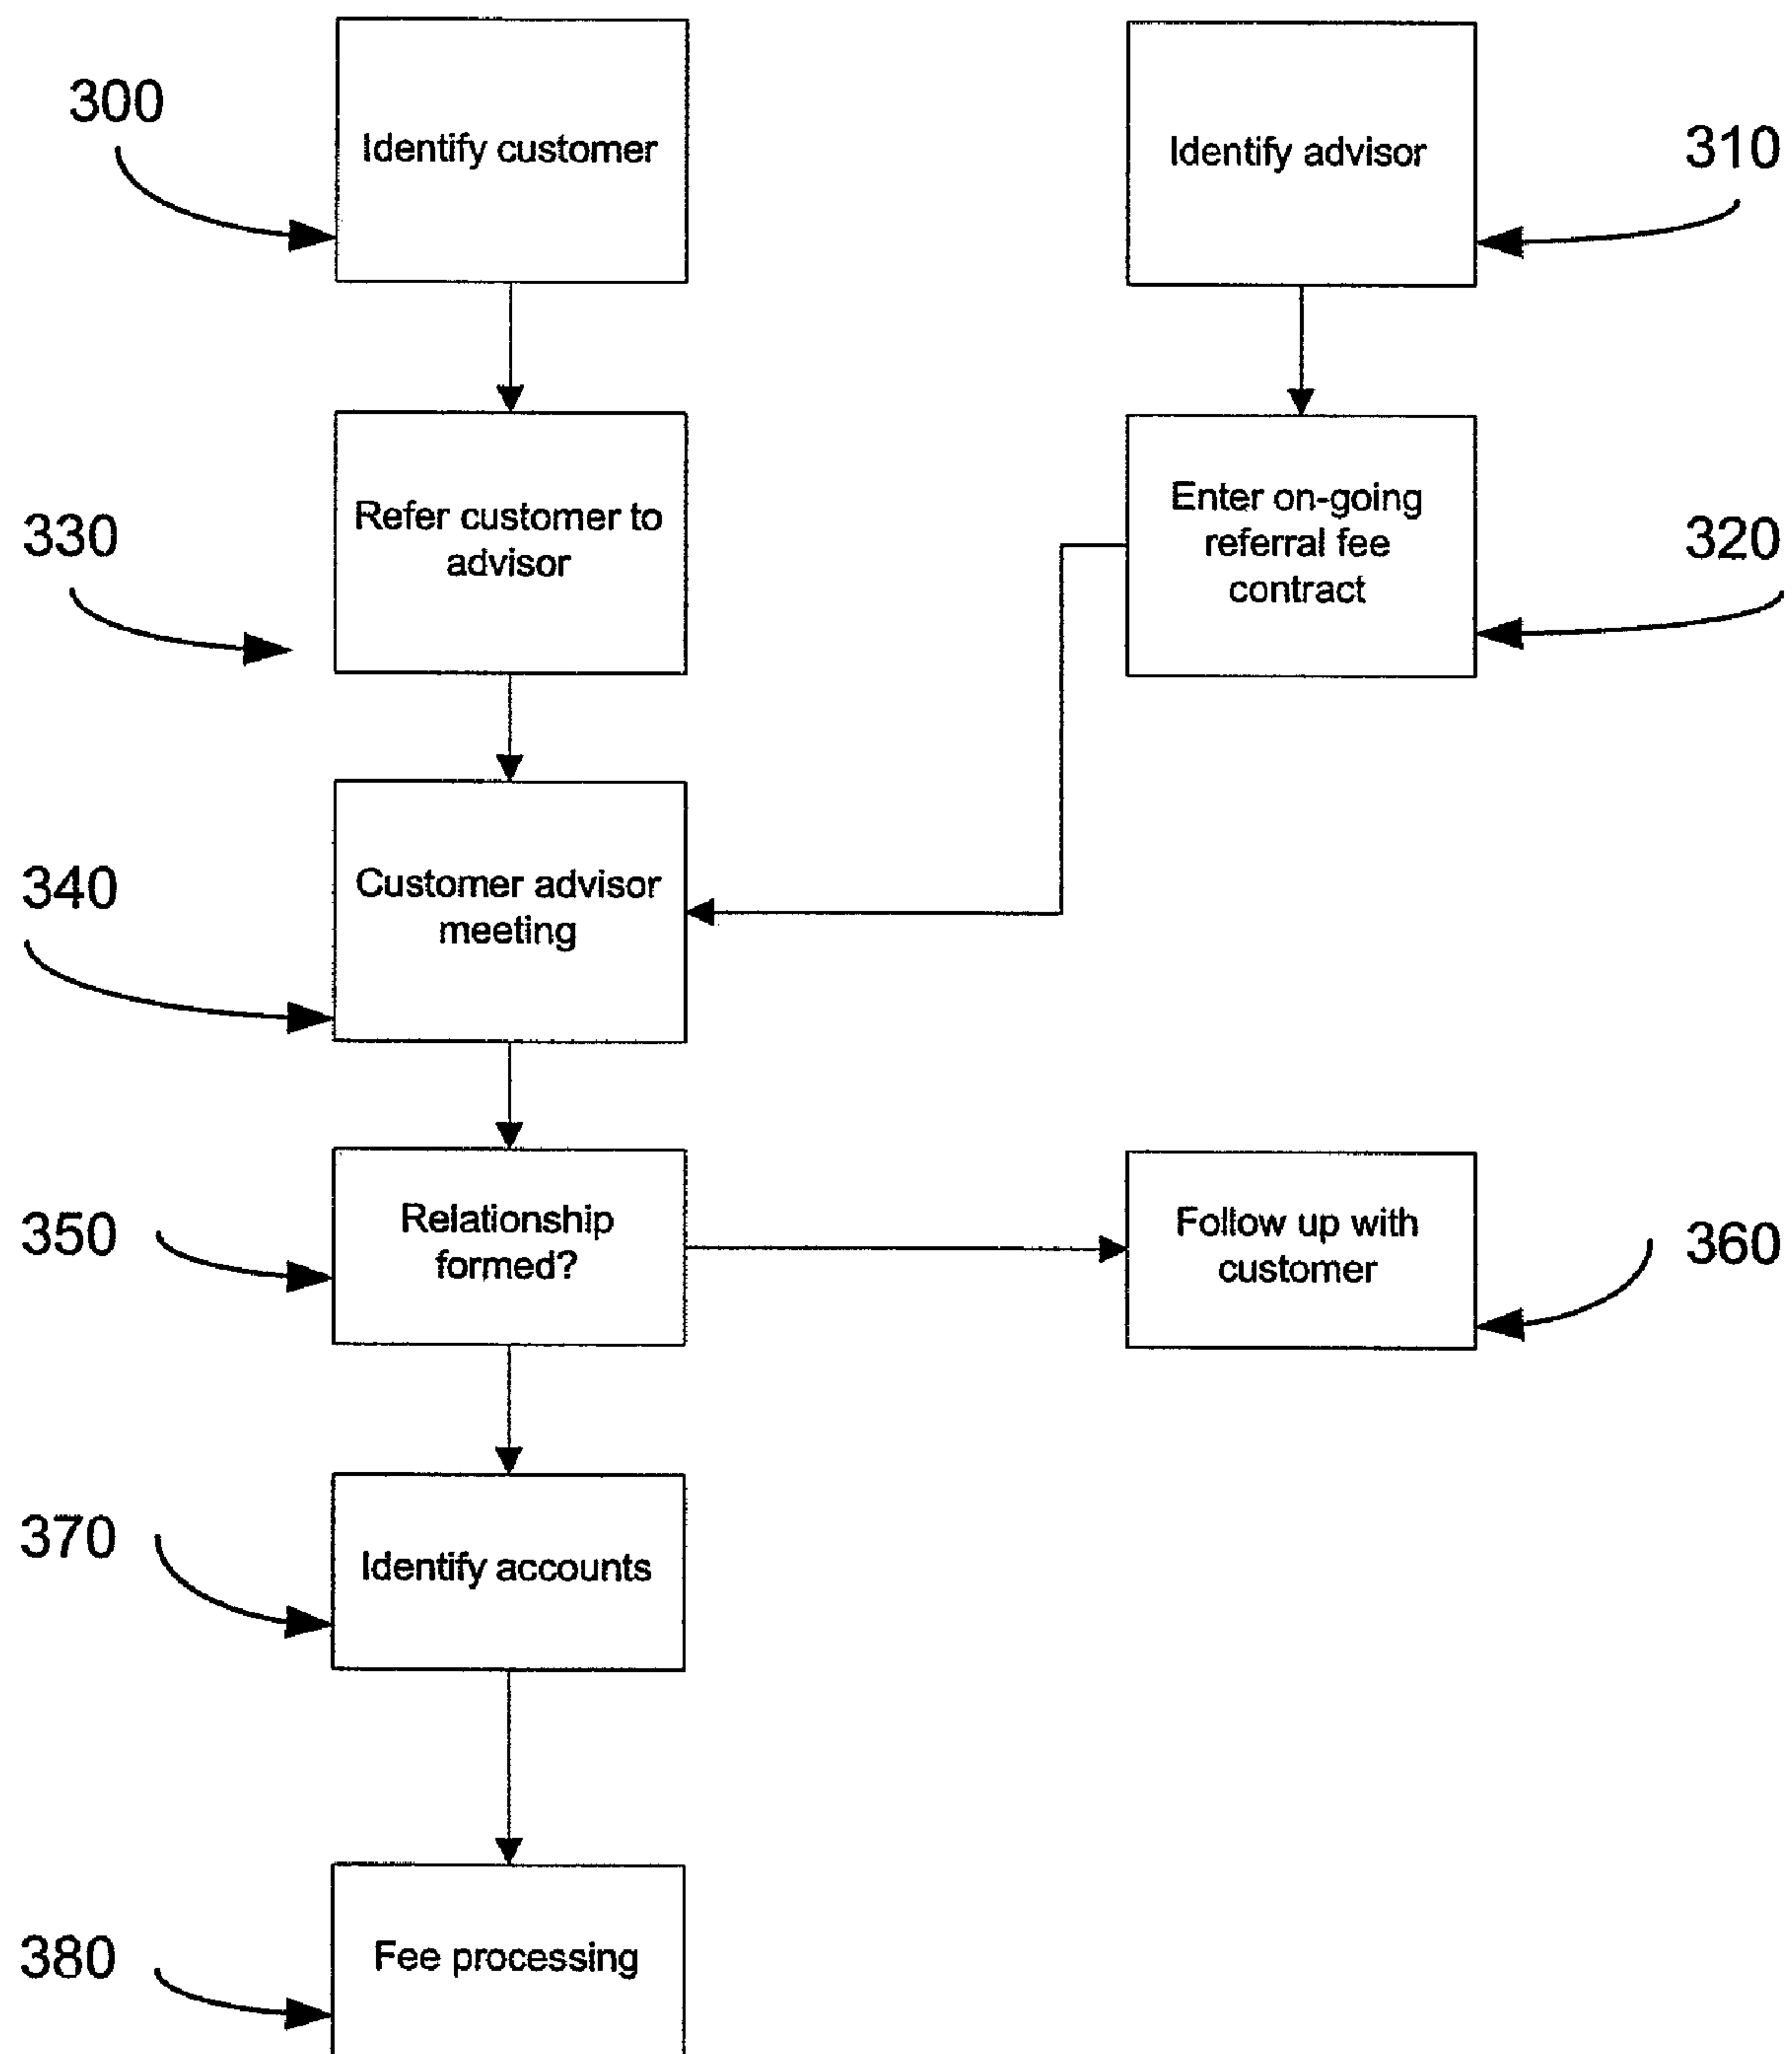 300
Identify customer
Identify advisor
310
330
Refer customer to
advisor
Enter on-going
referral fee
contract
320
340
Customer advisor
meeting
350
Relationship
formed?
Follow up with
customer
360
370
Identify accounts
380
Fee processing